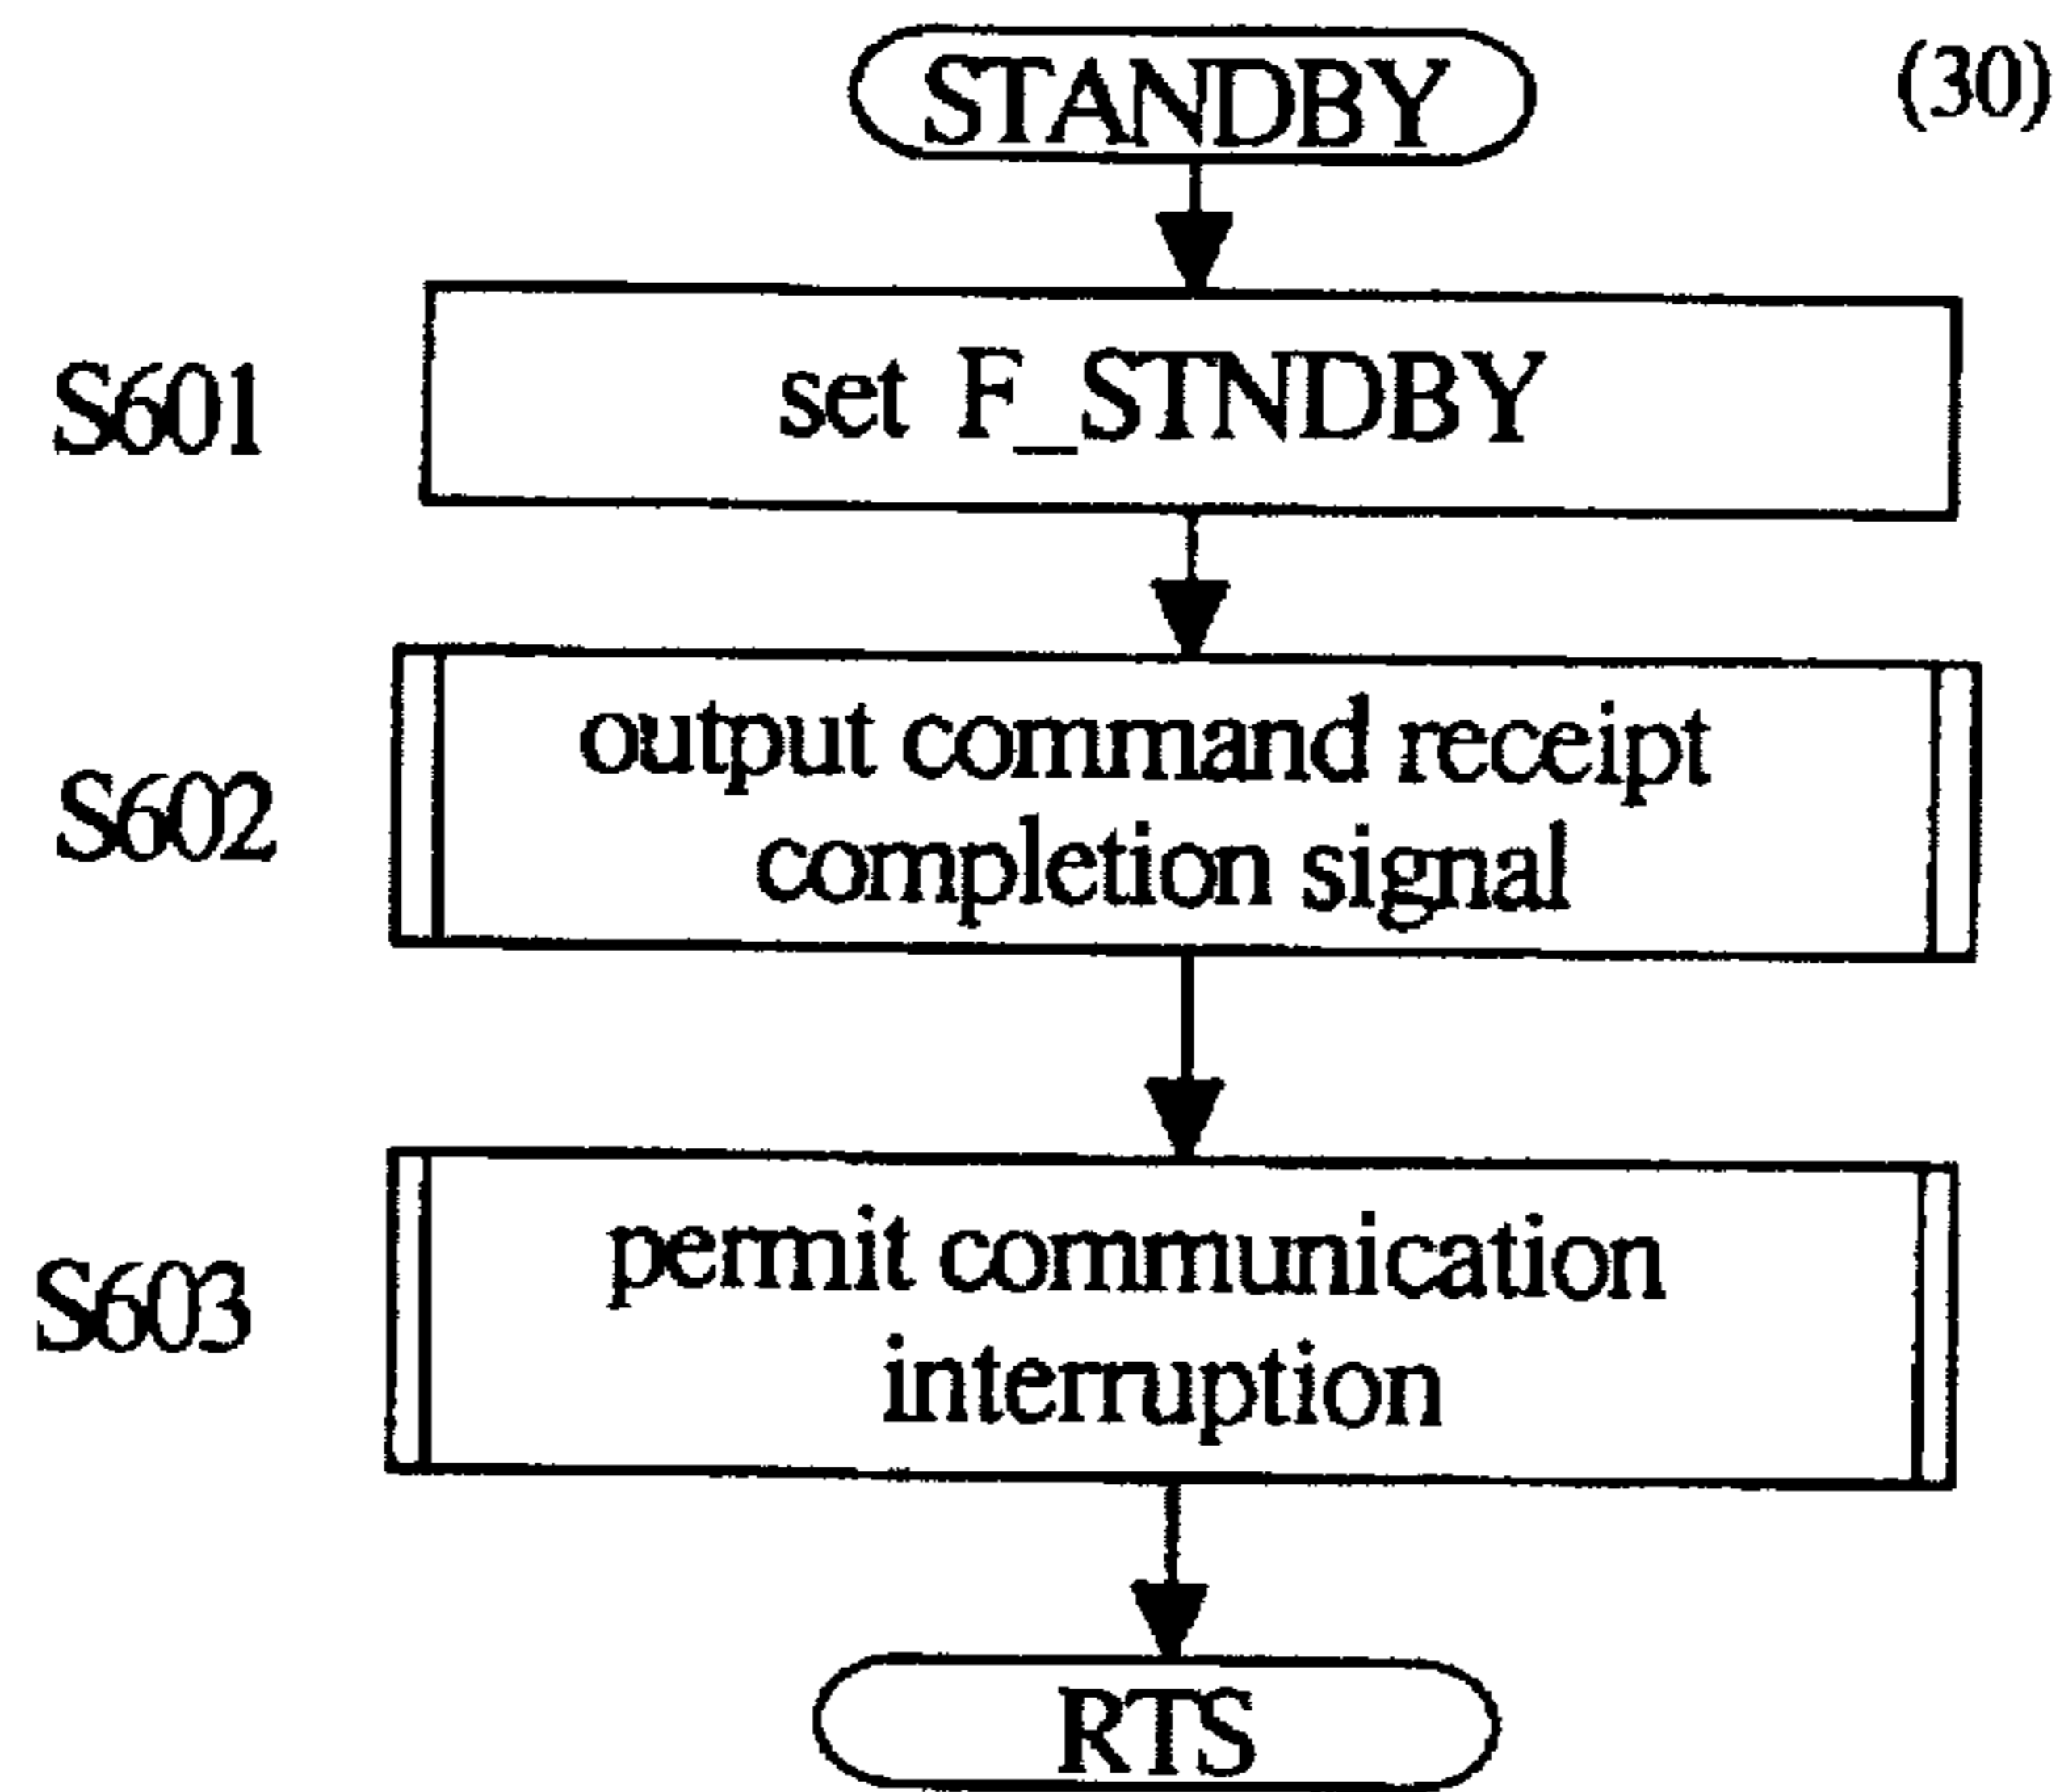 STANDBY
(30)
S601
set F_STNDBY
S602
output command receipt
completion signal
S603
permit communication
interruption
RTS